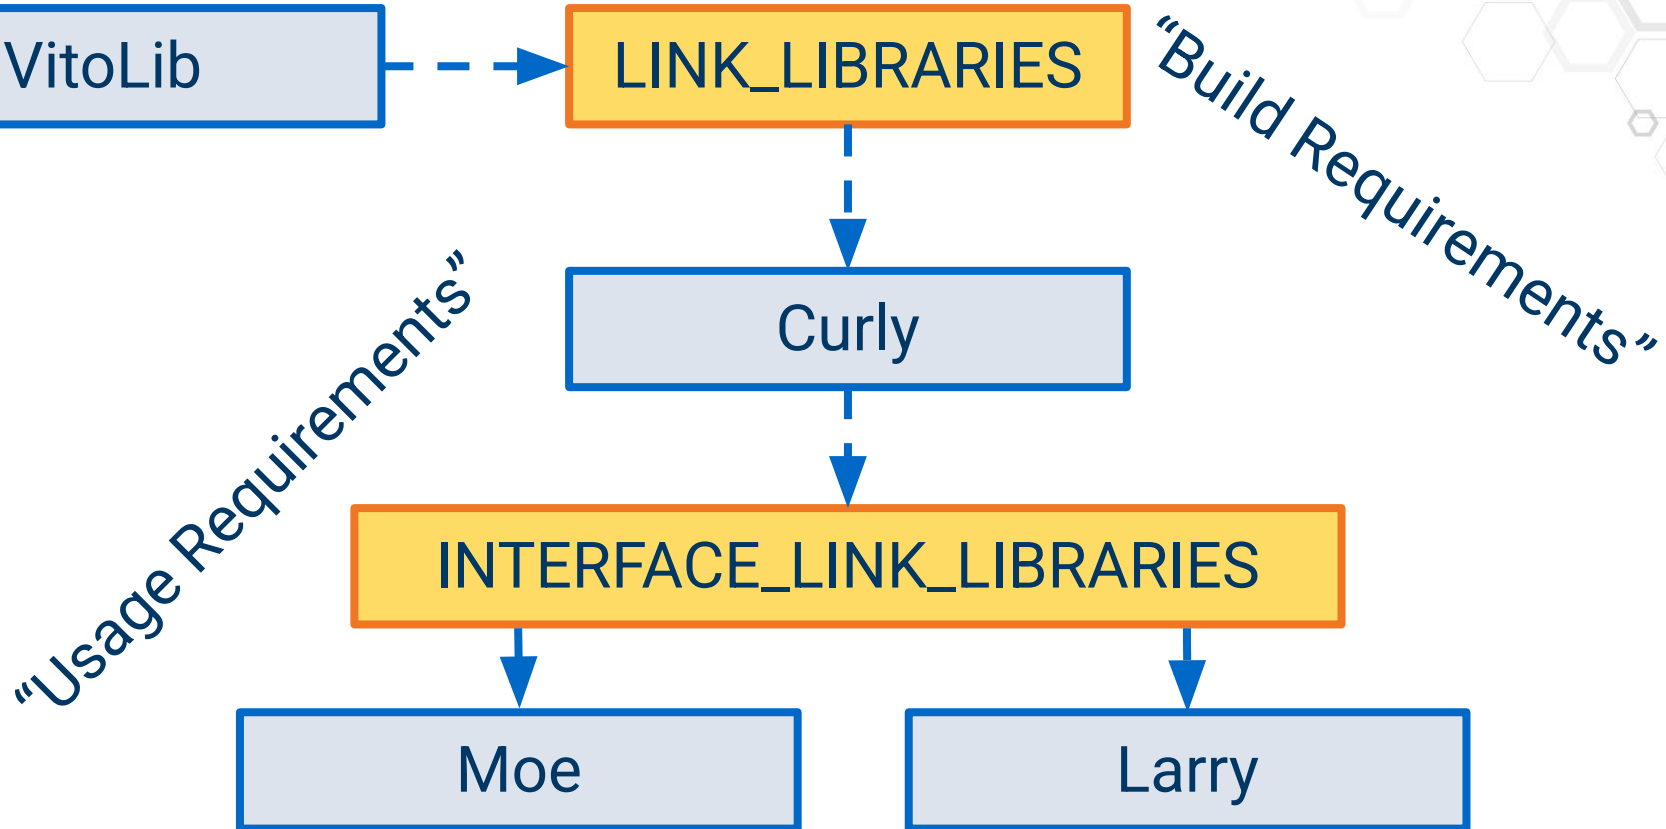 VitoLib
LINK_LIBRARIES
“Build Requirements”
Curly
“Usage Requirements”
INTERFACE_LINK_LIBRARIES
Moe
Larry